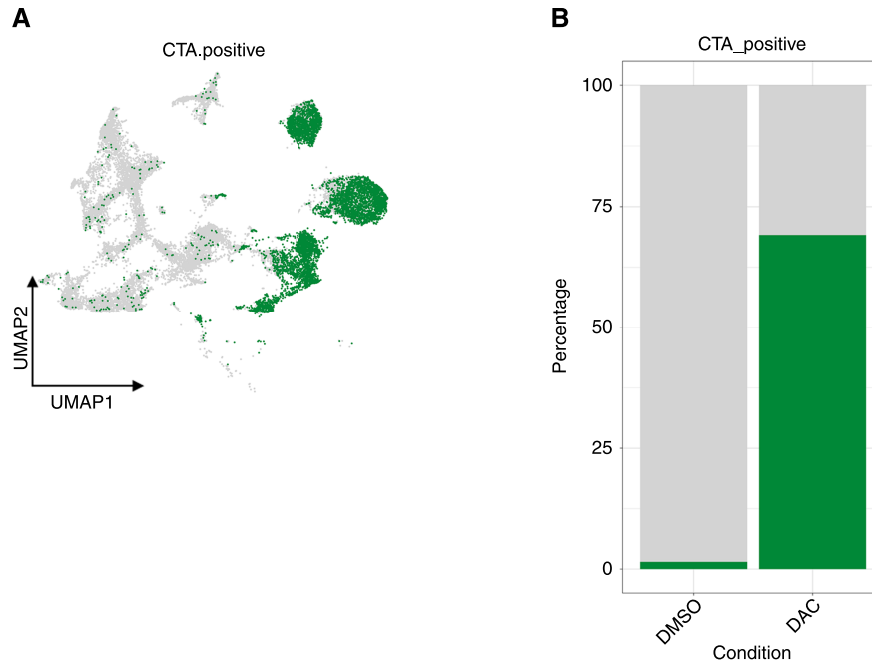 A
CTA.positive
UMAP2
UMAP1
B
CTA_positive
Percentage
100
75
50
25
0
DMSO
DAC
Condition